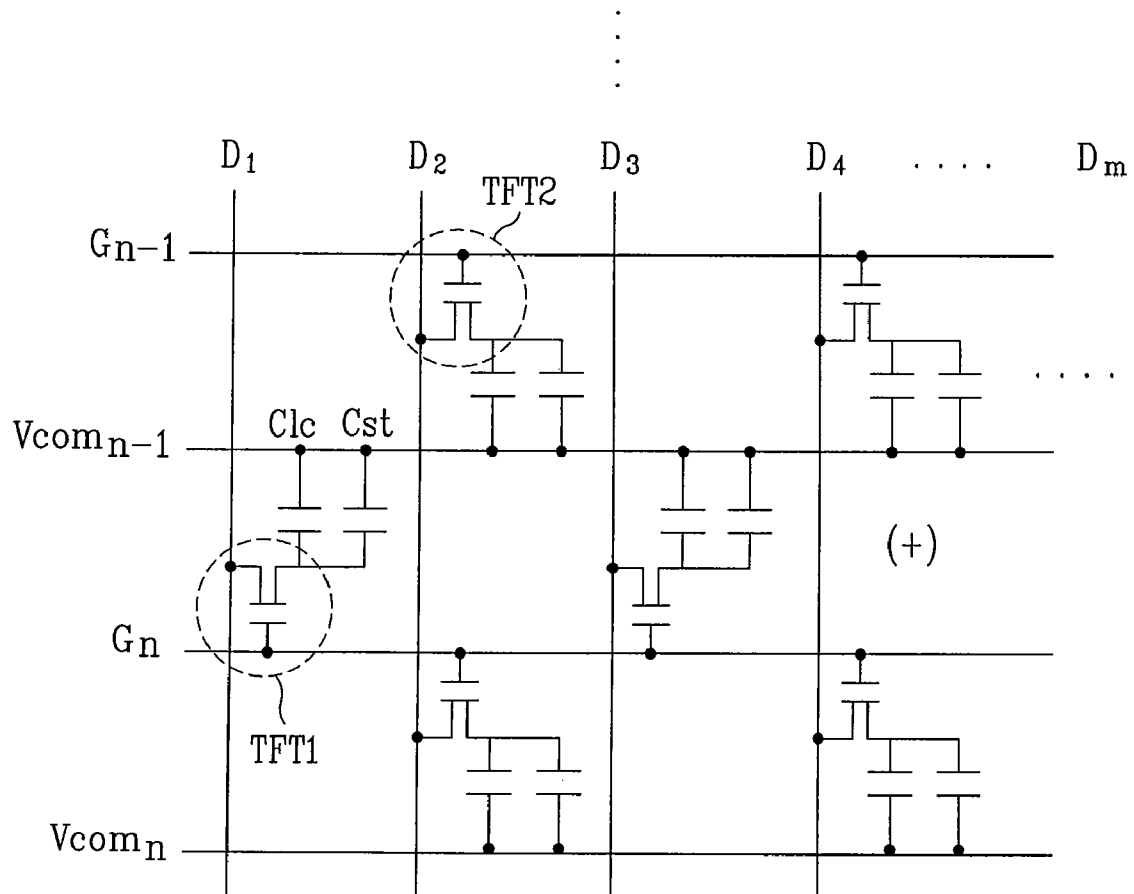 D1 D2 D3 D4 .... Dm
TFT2
Gn-1
....
Vcomn-1 Clc Cst
(+)
Gn
TFT1
Vcomn